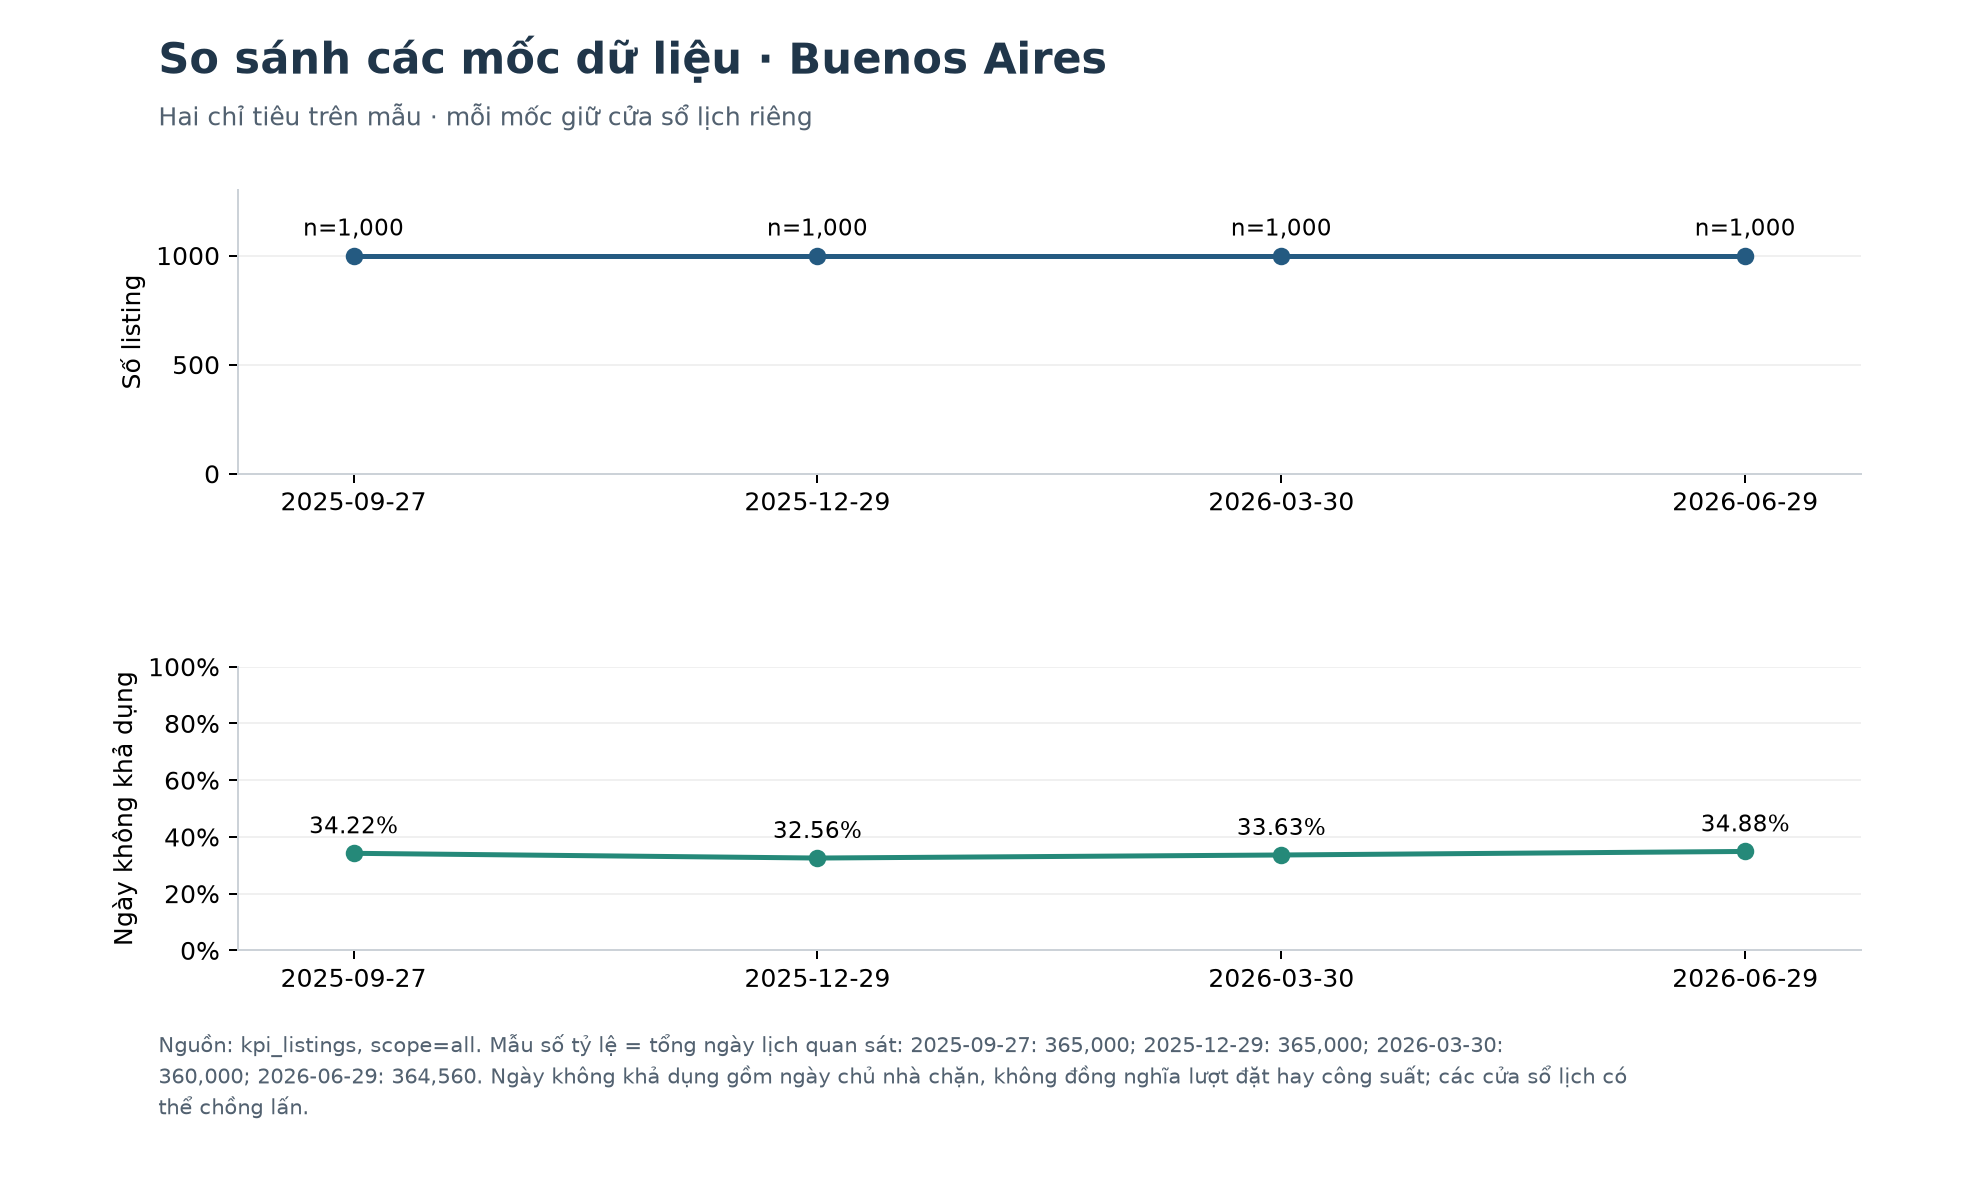 So sánh các mốc dữ liệu · Buenos Aires
Hai chỉ tiêu trên mẫu · mỗi mốc giữ cửa sổ lịch riêng
Số listing
1000
500
0
n=1,000
n=1,000
n=1,000
n=1,000
2025-09-27
2025-12-29
2026-03-30
2026-06-29
Ngày không khả dụng
100%
80%
60%
40%
20%
0%
34.22%
32.56%
33.63%
34.88%
2025-09-27
2025-12-29
2026-03-30
2026-06-29
Nguồn: kpi_listings, scope=all. Mẫu số tỷ lệ = tổng ngày lịch quan sát: 2025-09-27: 365,000; 2025-12-29: 365,000; 2026-03-30:
360,000; 2026-06-29: 364,560. Ngày không khả dụng gồm ngày chủ nhà chặn, không đồng nghĩa lượt đặt hay công suất; các cửa sổ lịch có
thể chồng lấn.